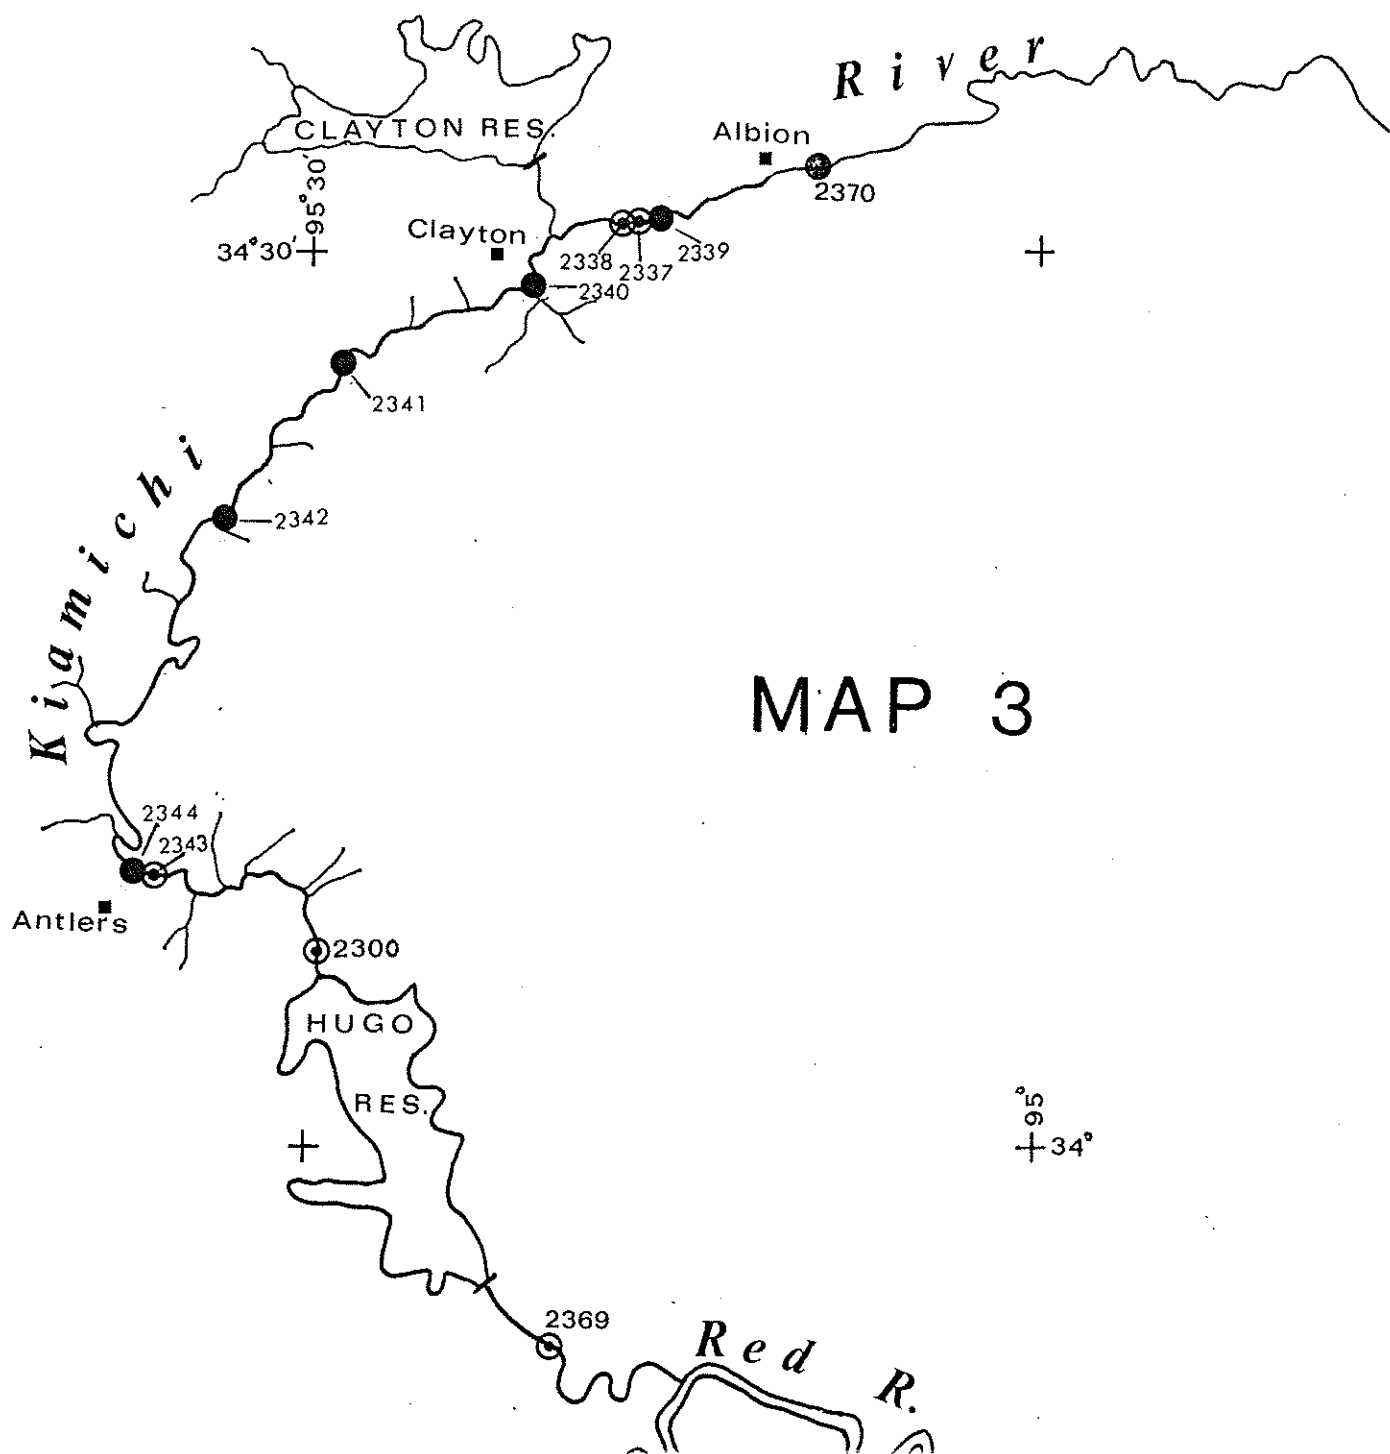 River
Albion
CLAYTON RES.
95°30'
2370
Clayton
34°30'
2338
2337
2339
2340
2341
Kiamichi
2342
MAP 3
2344
2343
Antlers
2300
HUGO
RES.
95°
34°
2369
Red R.